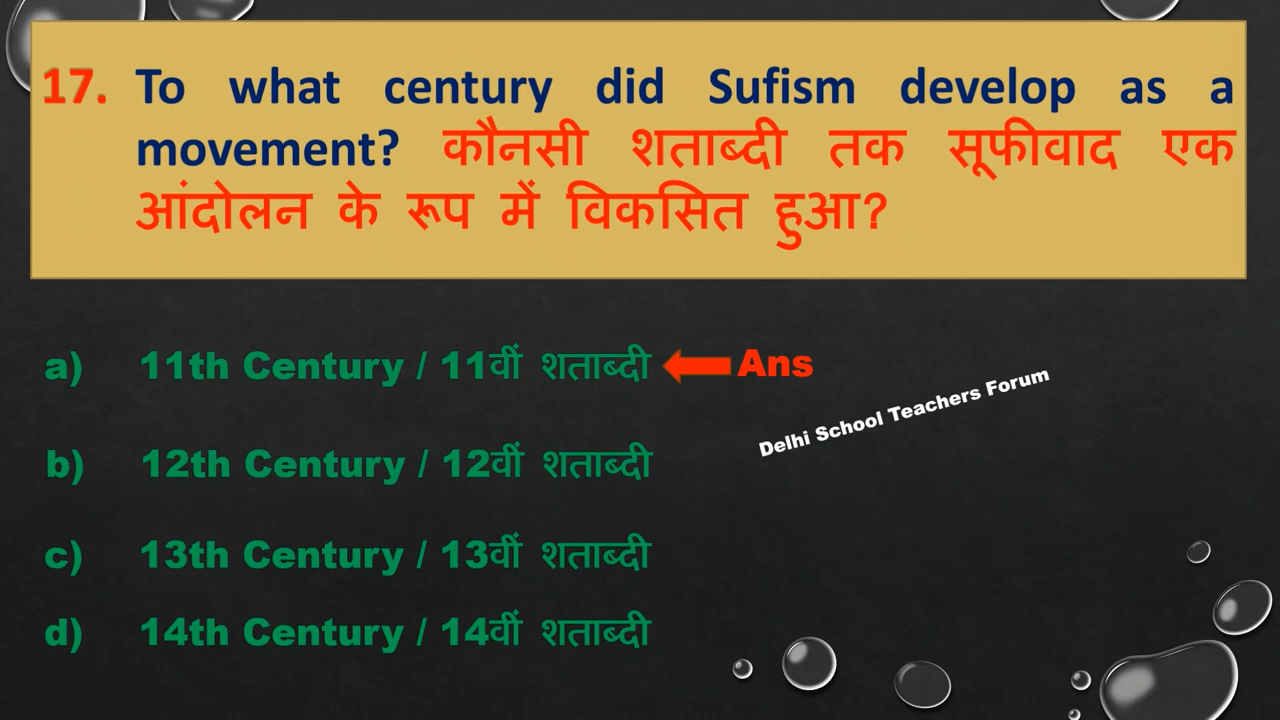 17. To what century did Sufism develop as a
movement? कौनसी शताब्दी तक सूफीवाद एक
आंदोलन के रूप में विकसित हुआ?
a) 11th Century / 11वीं शताब्दी Ans
Delhi School Teachers Forum
b) 12th Century / 12वीं शताब्दी
c) 13th Century / 13वीं शताब्दी
d) 14th Century / 14वीं शताब्दी